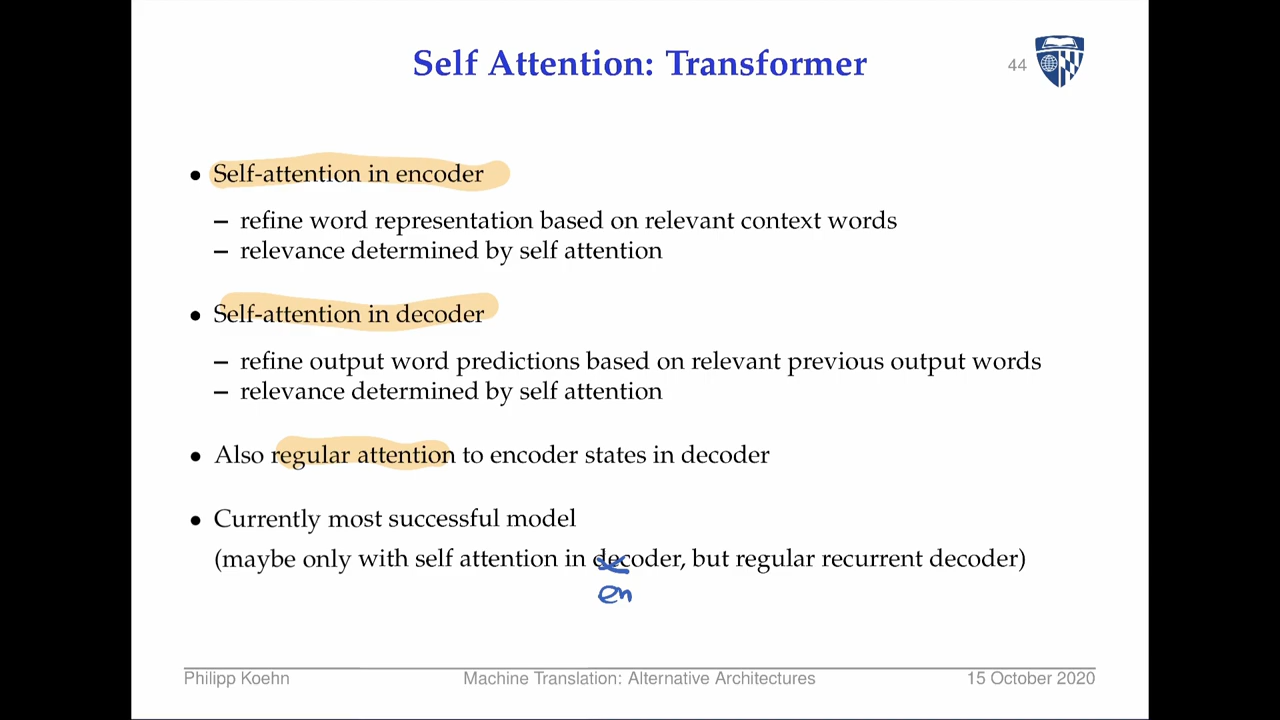 Self Attention: Transformer
44
• Self-attention in encoder
– refine word representation based on relevant context words
– relevance determined by self attention
• Self-attention in decoder
– refine output word predictions based on relevant previous output words
– relevance determined by self attention
• Also regular attention to encoder states in decoder
• Currently most successful model
(maybe only with self attention in decoder, but regular recurrent decoder)
en
Philipp Koehn
Machine Translation: Alternative Architectures
15 October 2020